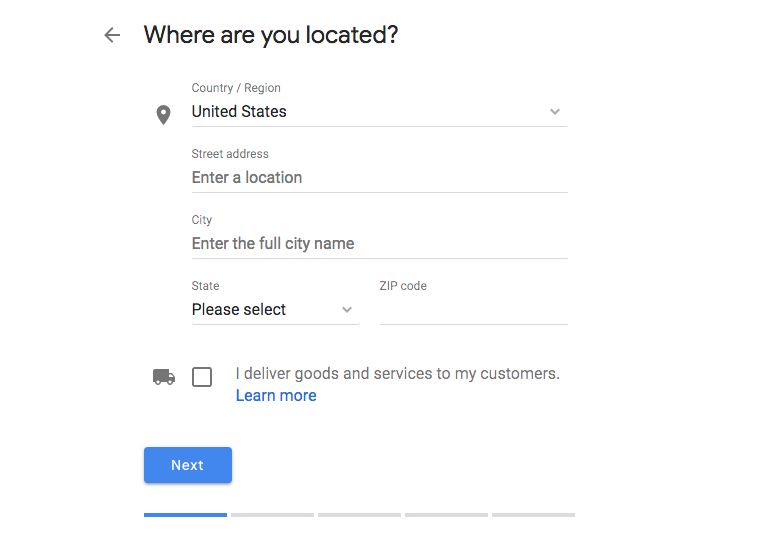 Where are you located?
Country / Region
United States
Street address
Enter a location
City
Enter the full city name
State
ZIP code
Please select
I deliver goods and services to my customers.
Learn more
Next